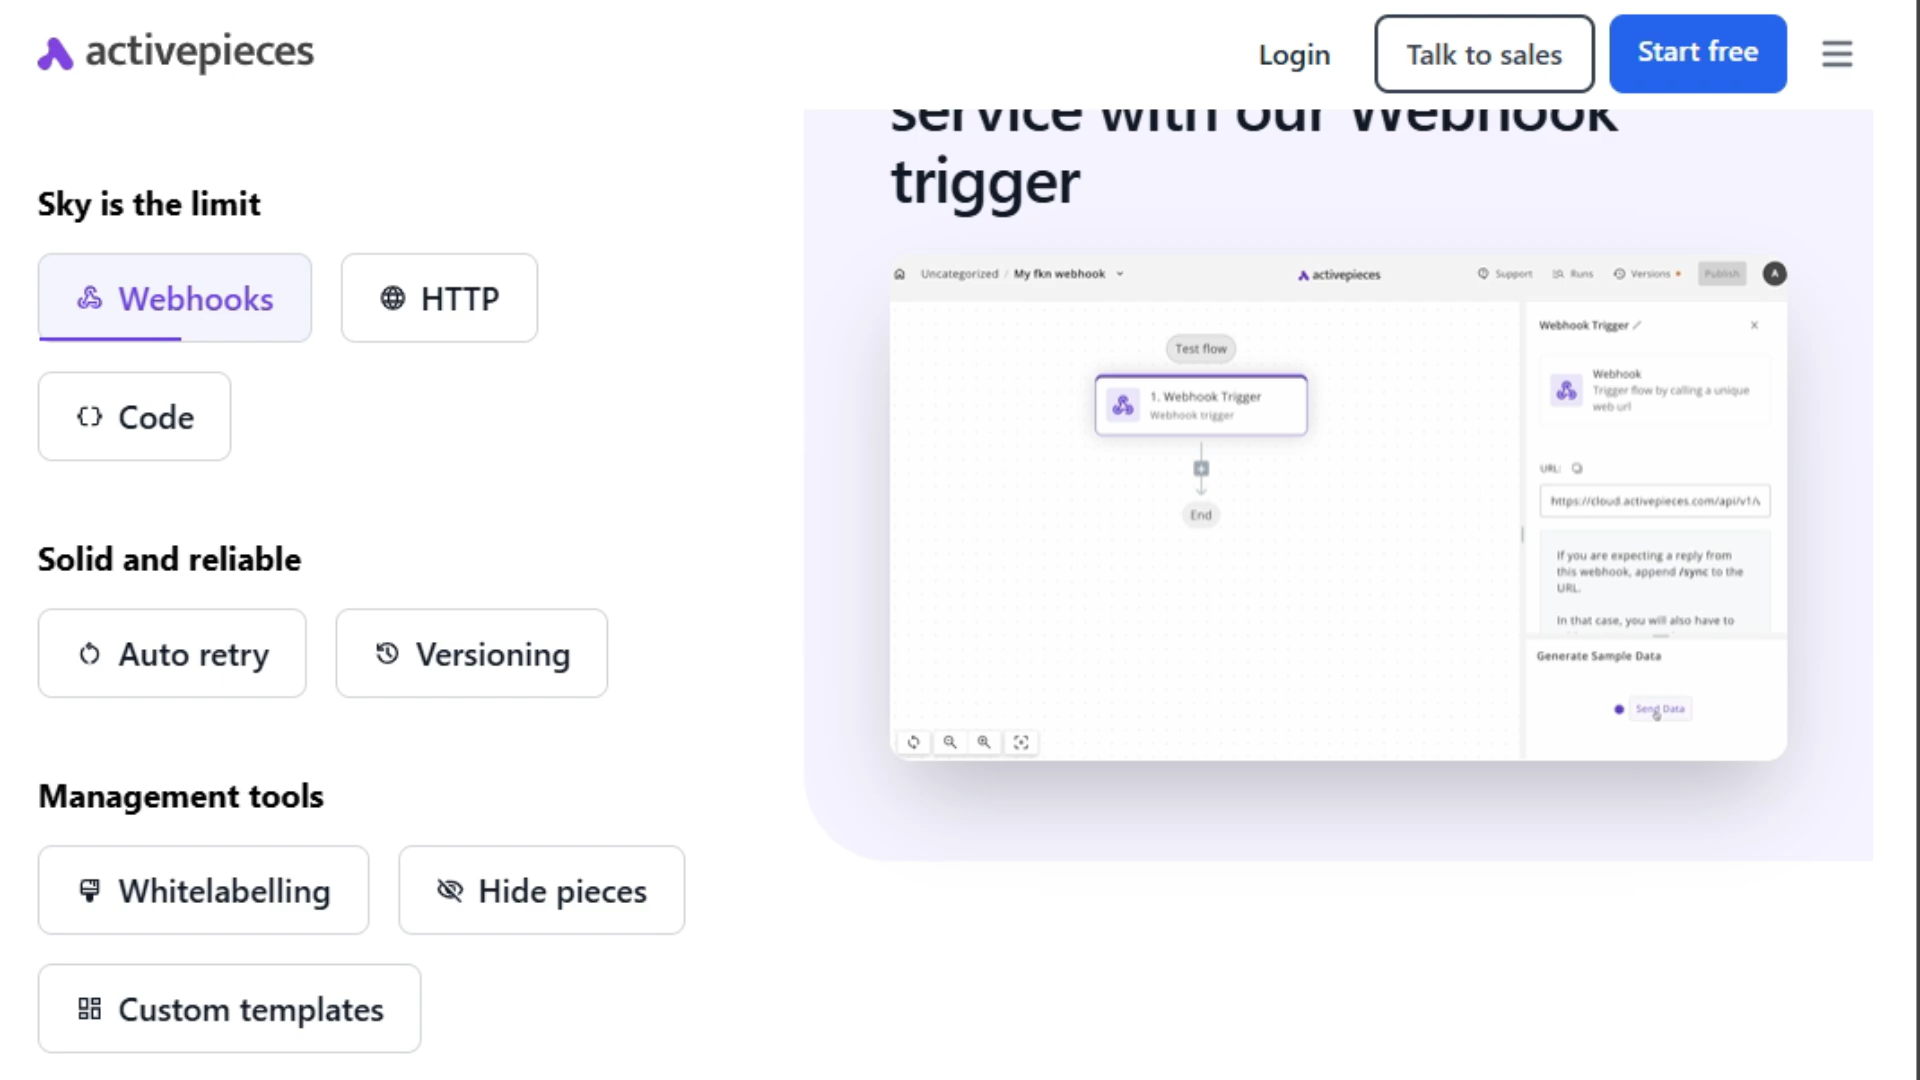 activepieces
Login
Talk to sales
Start free
service with our Webhook
trigger
Sky is the limit
Webhooks
HTTP
Code
Solid and reliable
Auto retry
Versioning
Management tools
Whitelabelling
Hide pieces
Custom templates
Uncategorized / My fkn webhook
activepieces
Support
Runs
Versions
Publish
A
Test flow
1. Webhook Trigger
Webhook trigger
End
Webhook Trigger
Webhook
Trigger flow by calling a unique
web url
URL:
https://cloud.activepieces.com/api/v1/
If you are expecting a reply from
this webhook, append /sync to the
URL.
In that case, you will also have to
Generate Sample Data
Send Data